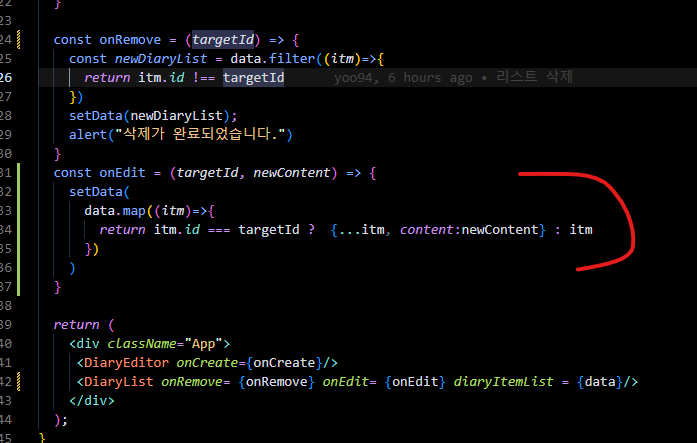 22 }
23
24 const onRemove = (targetId) => {
25 const newDiaryList = data.filter((itm)=>{
26 return itm.id !== targetId yoo94, 6 hours ago • 리스트 삭제
27 })
28 setData(newDiaryList);
29 alert("삭제가 완료되었습니다.")
30 }
31 const onEdit = (targetId, newContent) => {
32 setData(
33 data.map((itm)=>{
34 return itm.id === targetId ? {...itm, content:newContent} : itm
35 })
36 )
37 }
38
39 return (
40 <div className="App">
41 <DiaryEditor onCreate={onCreate}/>
42 <DiaryList onRemove= {onRemove} onEdit= {onEdit} diaryItemList = {data}/>
43 </div>
44 );
45 }